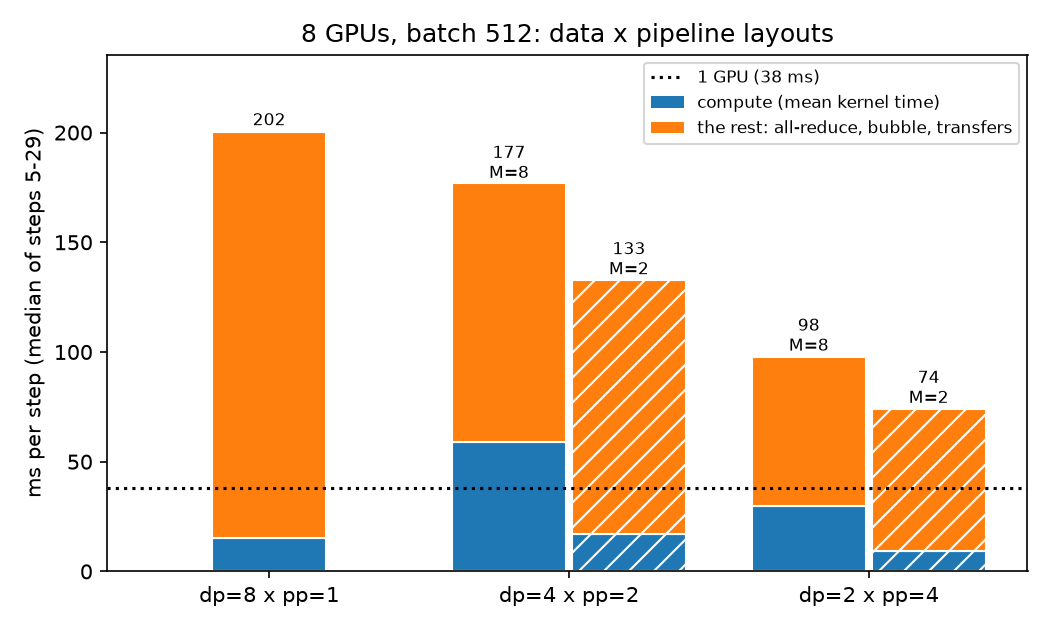 8 GPUs, batch 512: data x pipeline layouts
1 GPU (38 ms)
compute (mean kernel time)
the rest: all-reduce, bubble, transfers
ms per step (median of steps 5-29)
200
150
100
50
0
202
177
M=8
133
M=2
98
M=8
74
M=2
dp=8 x pp=1
dp=4 x pp=2
dp=2 x pp=4